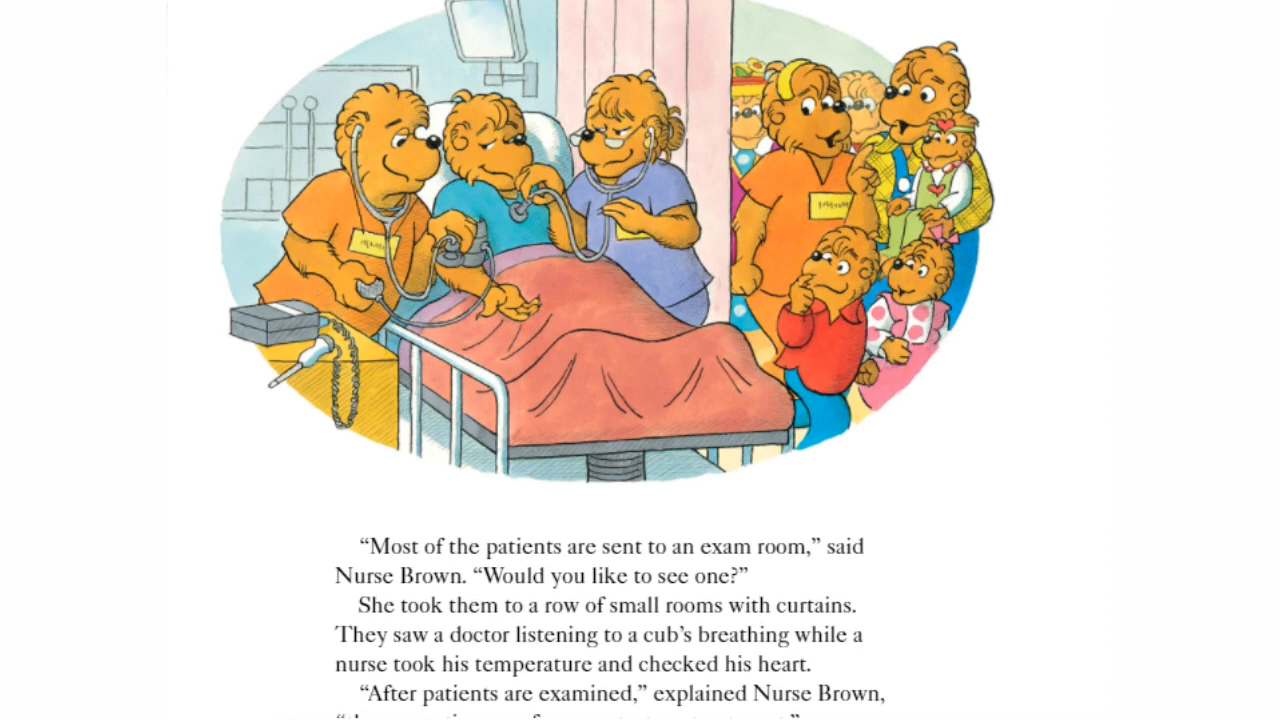 “Most of the patients are sent to an exam room,” said
Nurse Brown. “Would you like to see one?”
She took them to a row of small rooms with curtains.
They saw a doctor listening to a cub’s breathing while a
nurse took his temperature and checked his heart.
“After patients are examined,” explained Nurse Brown,